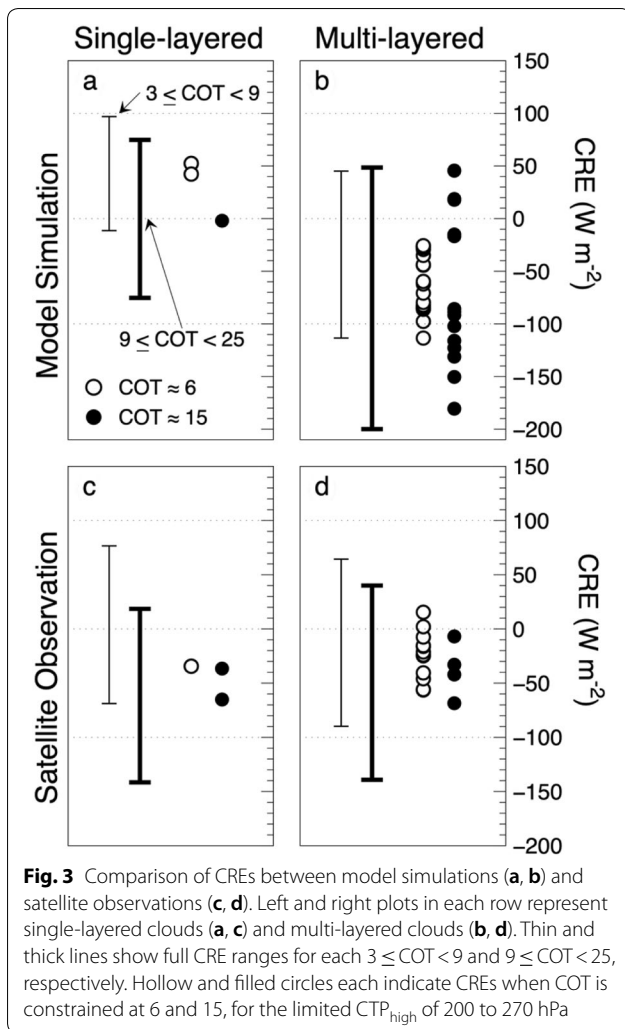 Single-layered Multi-layered
a
3 ≤ COT < 9
9 ≤ COT < 25
COT ≈ 6
COT ≈ 15
Model Simulation
b
150
100
50
0
−50
−100
−150
−200
CRE (W m⁻²)
c
Satellite Observation
d
150
100
50
0
−50
−100
−150
−200
CRE (W m⁻²)
Fig. 3 Comparison of CREs between model simulations (a, b) and
satellite observations (c, d). Left and right plots in each row represent
single-layered clouds (a, c) and multi-layered clouds (b, d). Thin and
thick lines show full CRE ranges for each 3 ≤ COT < 9 and 9 ≤ COT < 25,
respectively. Hollow and filled circles each indicate CREs when COT is
constrained at 6 and 15, for the limited CTPhigh of 200 to 270 hPa